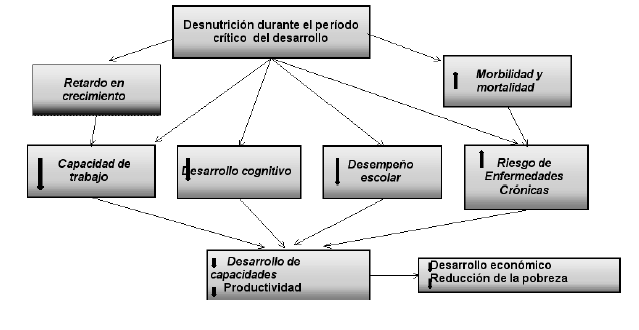 Desnutrición durante el período
crítico del desarrollo
Retardo en
crecimiento
Morbilidad y
mortalidad
Capacidad de
trabajo
Desarrollo cognitivo
Desempeño
escolar
Riesgo de
Enfermedades
Crónicas
Desarrollo de
capacidades
Productividad
Desarrollo económico
Reducción de la pobreza